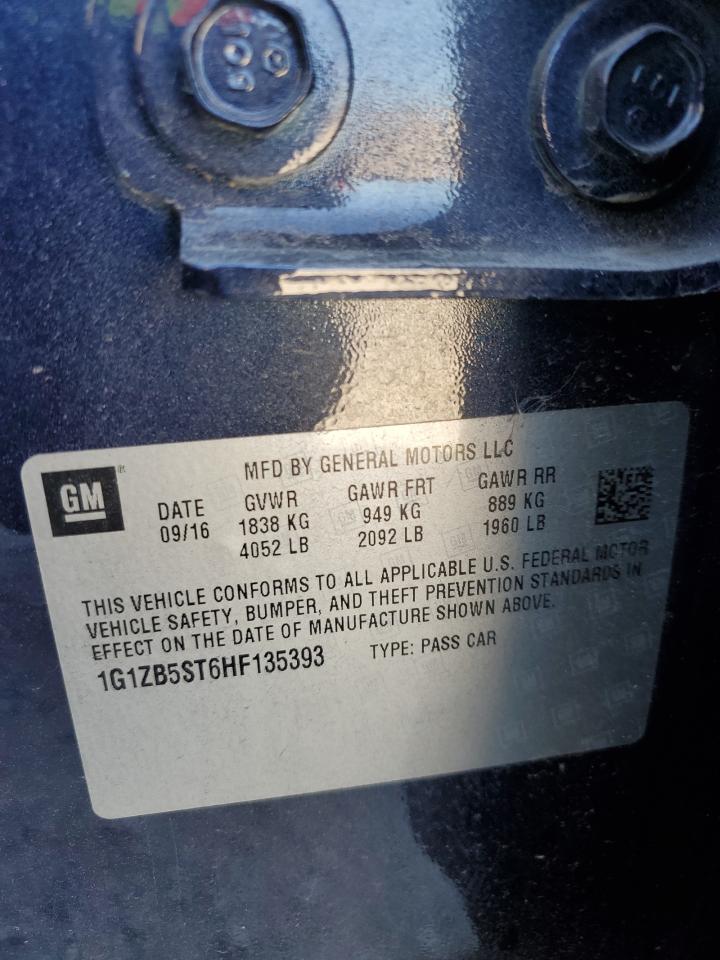 GM
MFD BY GENERAL MOTORS LLC
DATE GVWR GAWR FRT GAWR RR
09/16 1838 KG 949 KG 889 KG
4052 LB 2092 LB 1960 LB
THIS VEHICLE CONFORMS TO ALL APPLICABLE U.S. FEDERAL MOTOR
VEHICLE SAFETY, BUMPER, AND THEFT PREVENTION STANDARDS IN
EFFECT ON THE DATE OF MANUFACTURE SHOWN ABOVE.
1G1ZB5ST6HF135393 TYPE: PASS CAR